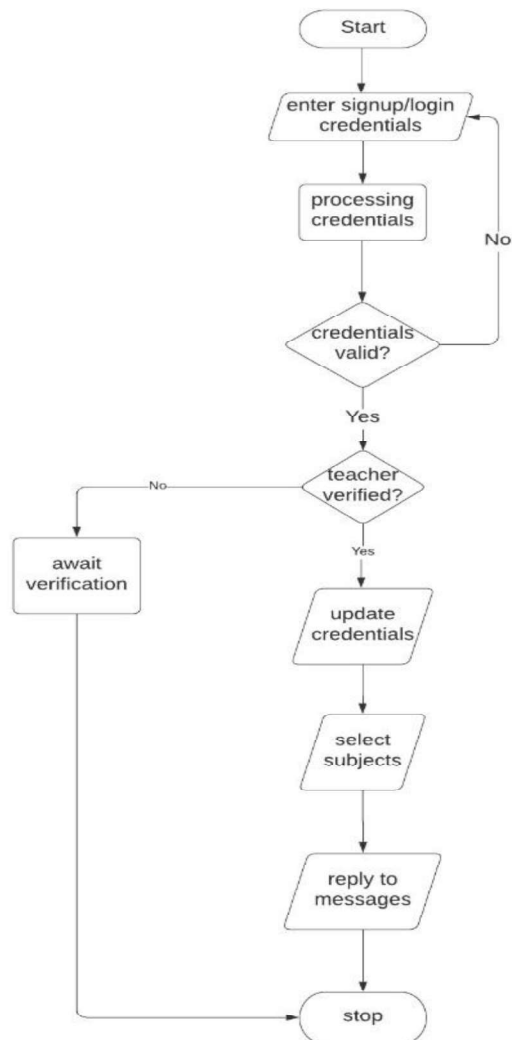 Start
enter signup/login
credentials
processing
credentials
No
credentials
valid?
Yes
teacher
verified?
No
Yes
await
verification
update
credentials
select
subjects
reply to
messages
stop